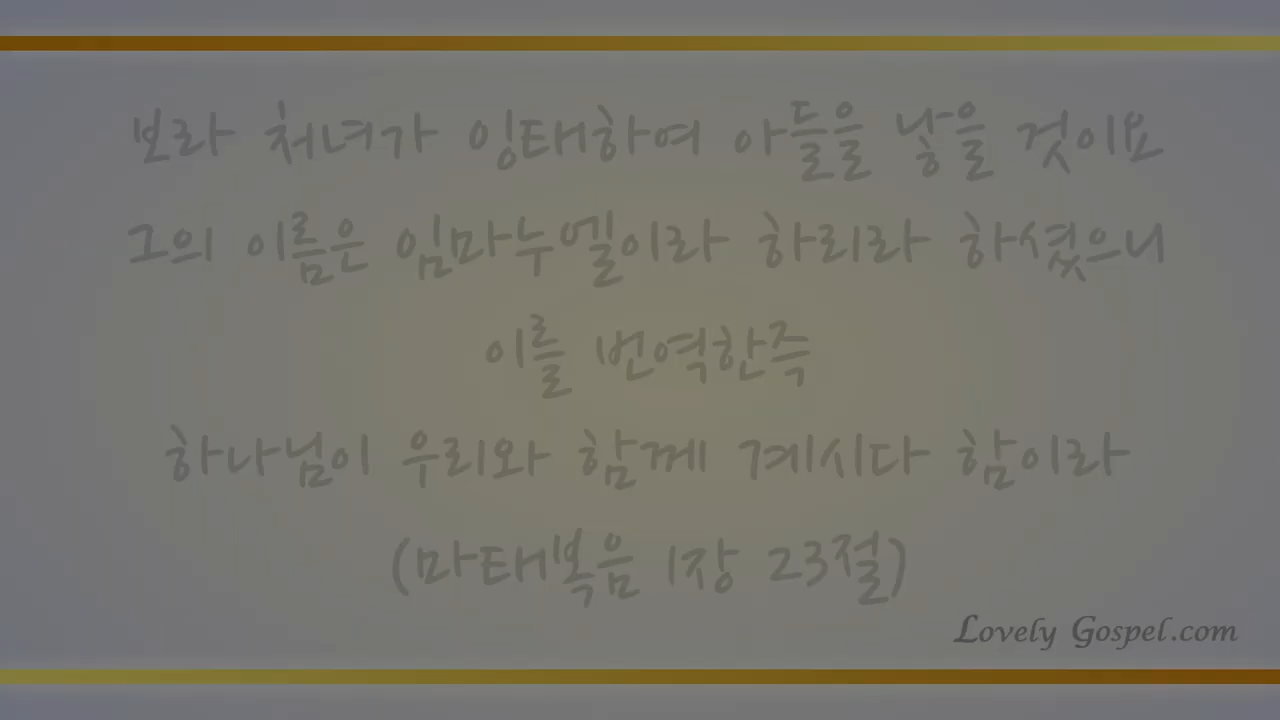 보라 처녀가 잉태하여 아들을 낳을 것이요
그의 이름은 임마누엘이라 하리라 하셨으니
이를 번역한즉
하나님이 우리와 함께 계시다 함이라
(마태복음 1장 23절)
Lovely Gospel.com